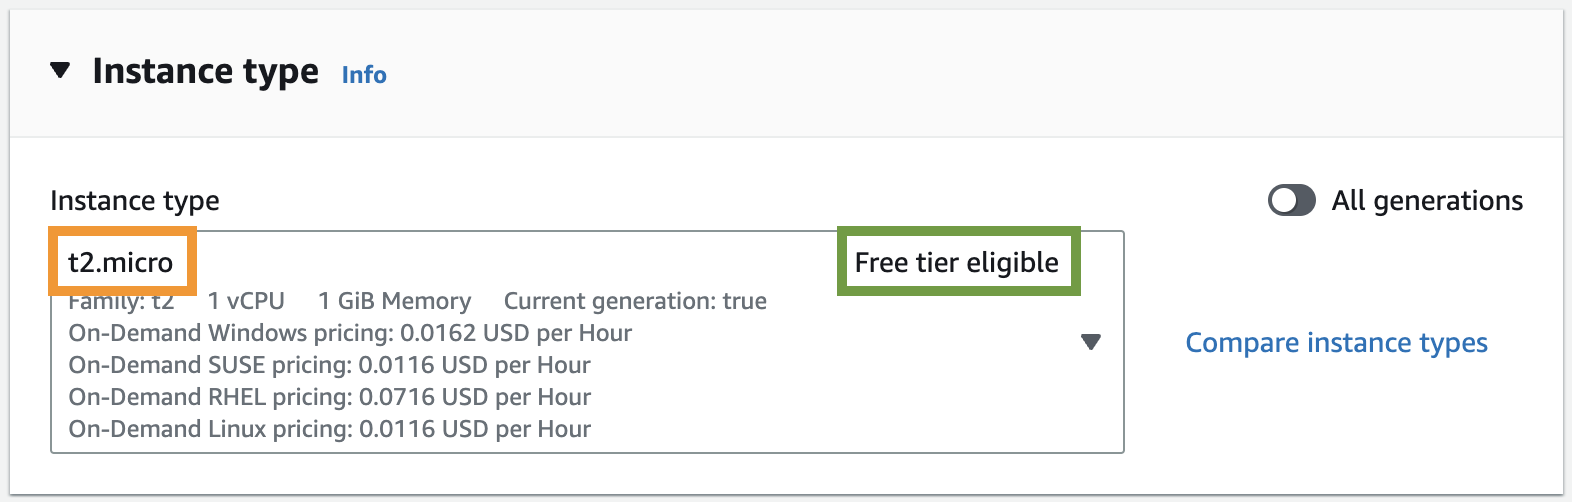 Instance type Info
Instance type
All generations
t2.micro Free tier eligible
Family: t2 1 vCPU 1 GiB Memory Current generation: true
On-Demand Windows pricing: 0.0162 USD per Hour
On-Demand SUSE pricing: 0.0116 USD per Hour
On-Demand RHEL pricing: 0.0716 USD per Hour
On-Demand Linux pricing: 0.0116 USD per Hour
Compare instance types